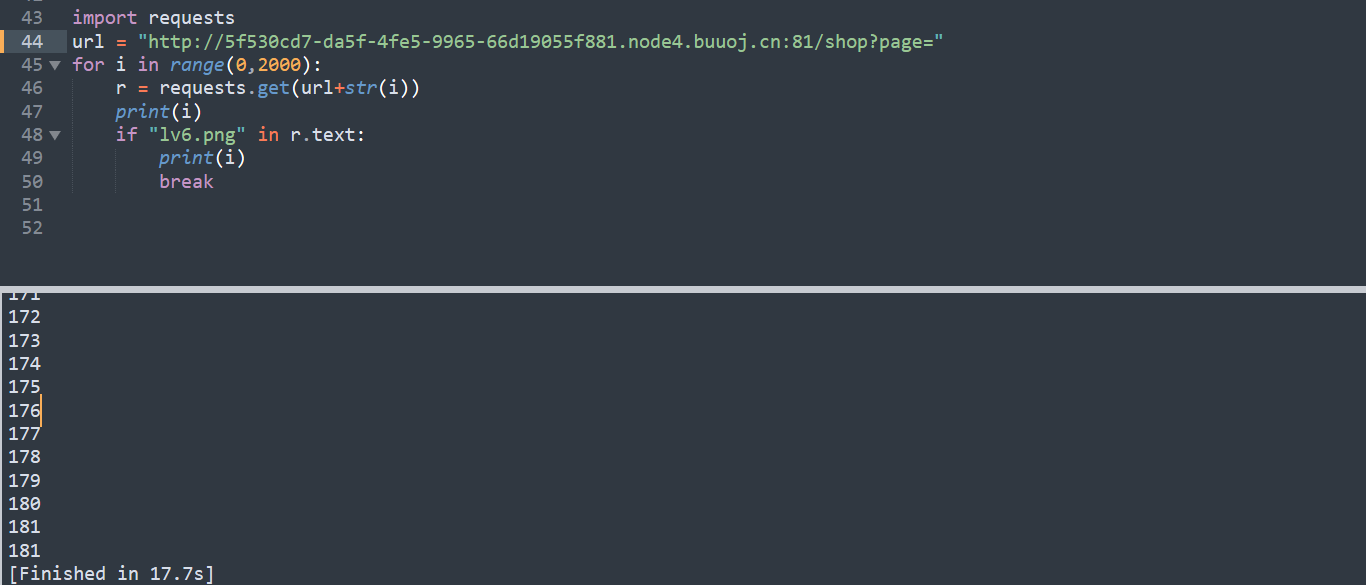 43 import requests
44 url = "http://5f530cd7-da5f-4fe5-9965-66d19055f881.node4.buuoj.cn:81/shop?page="
45 for i in range(0,2000):
46     r = requests.get(url+str(i))
47     print(i)
48     if "lv6.png" in r.text:
49         print(i)
50         break
51
52
171
172
173
174
175
176
177
178
179
180
181
181
[Finished in 17.7s]